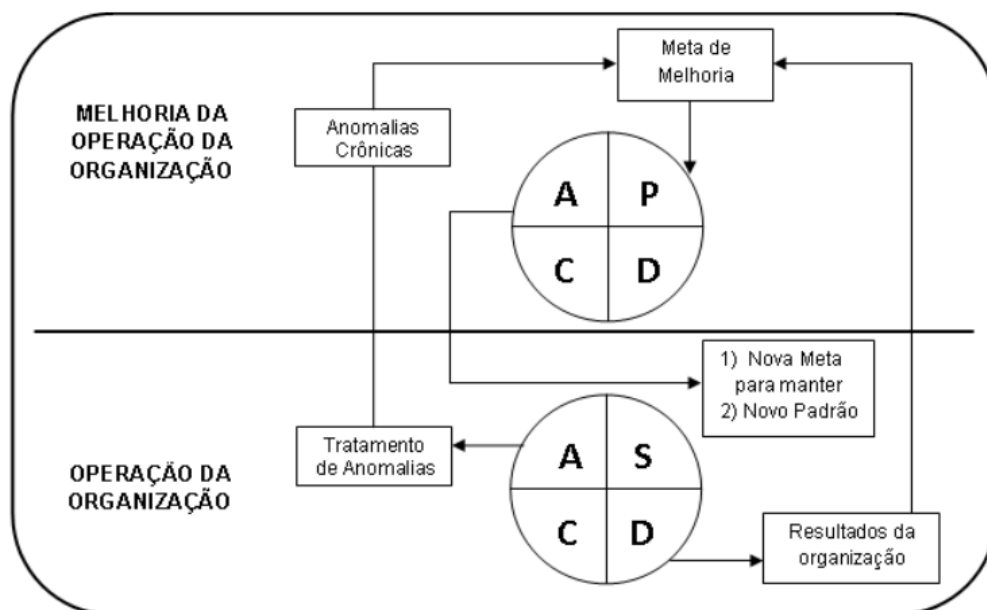 Meta de
Melhoria
MELHORIA DA
OPERAÇÃO DA
ORGANIZAÇÃO
Anomalias
Crônicas
A
P
C
D
1) Nova Meta
para manter
2) Novo Padrão
Tratamento
de Anomalias
A
S
C
D
OPERAÇÃO DA
ORGANIZAÇÃO
Resultados da
organização